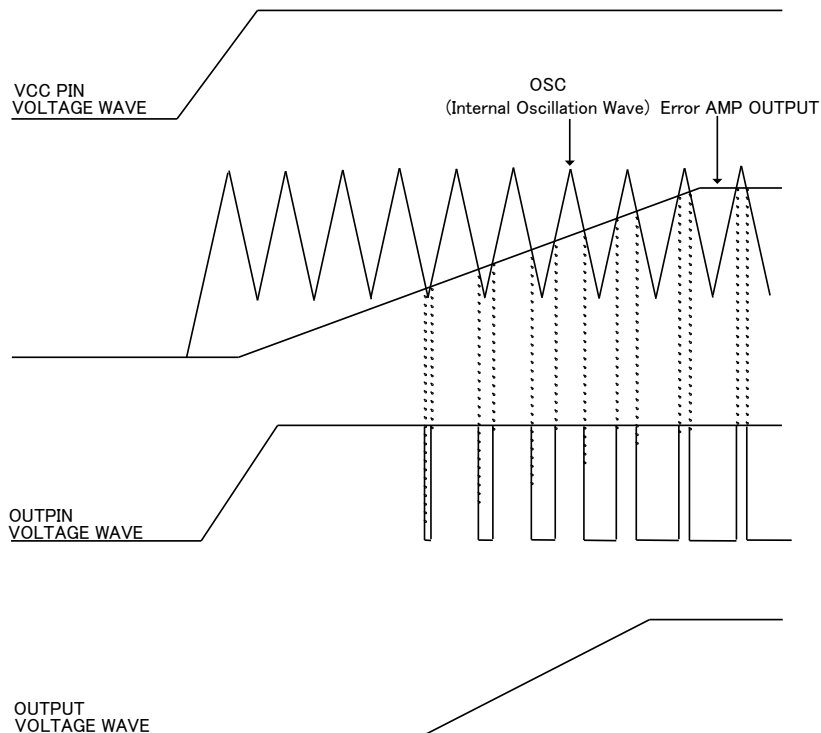 VCC PIN
VOLTAGE WAVE
OSC
(Internal Oscillation Wave) Error AMP OUTPUT
OUTPIN
VOLTAGE WAVE
OUTPUT
VOLTAGE WAVE